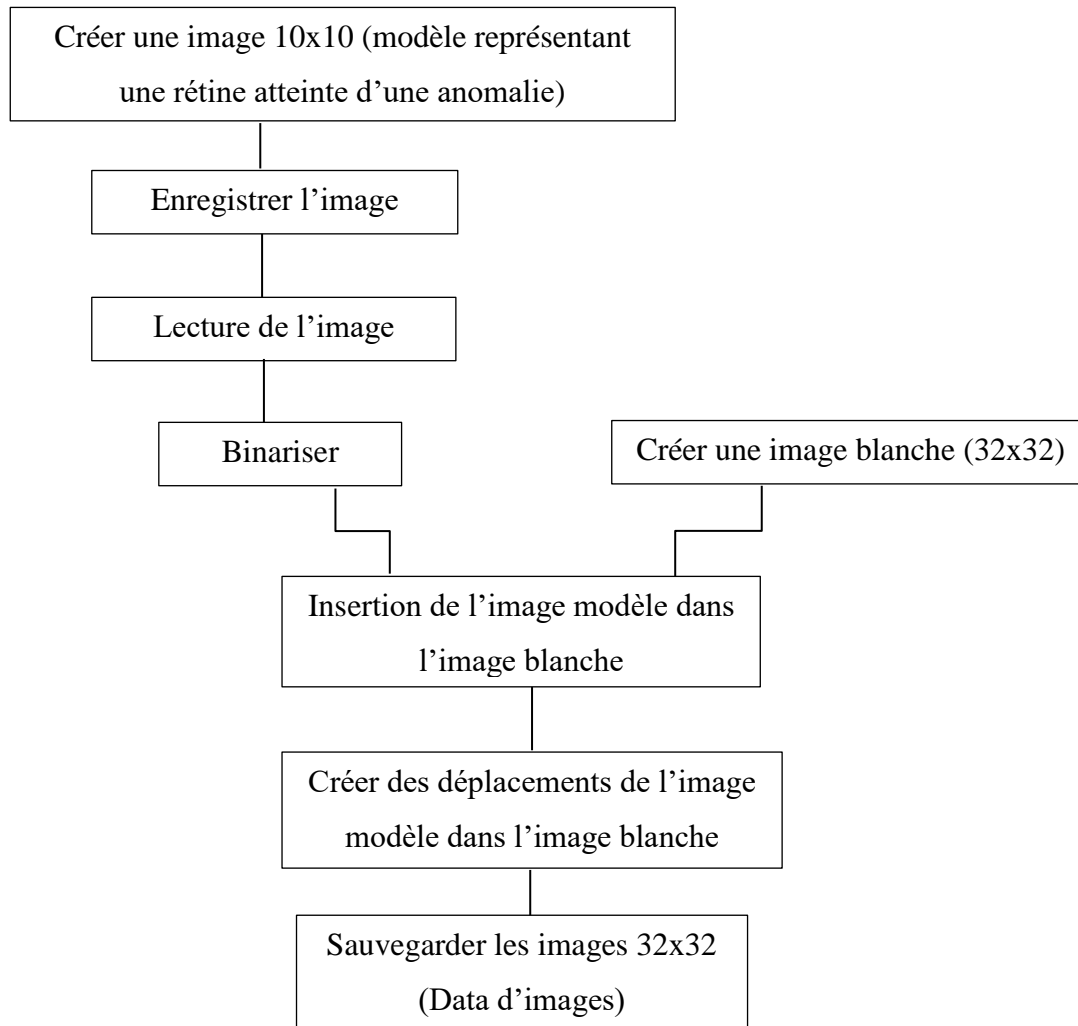 Créer une image 10x10 (modèle représentant
une rétine atteinte d’une anomalie)
Enregistrer l’image
Lecture de l’image
Binariser
Créer une image blanche (32x32)
Insertion de l’image modèle dans
l’image blanche
Créer des déplacements de l’image
modèle dans l’image blanche
Sauvegarder les images 32x32
(Data d’images)